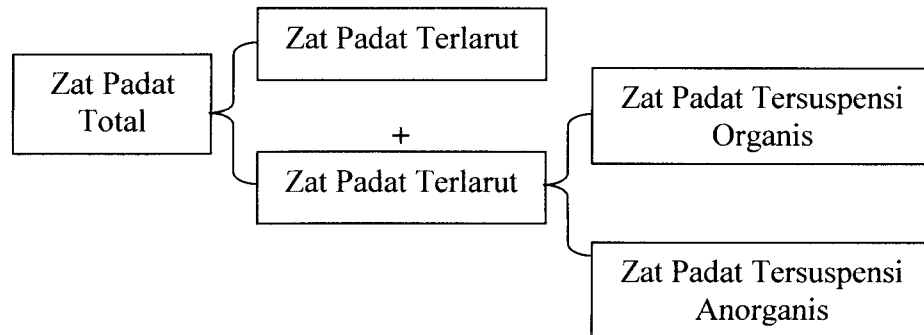 Zat Padat Terlarut
Zat Padat
Total
+
Zat Padat Terlarut
Zat Padat Tersuspensi
Organis
Zat Padat Tersuspensi
Anorganis